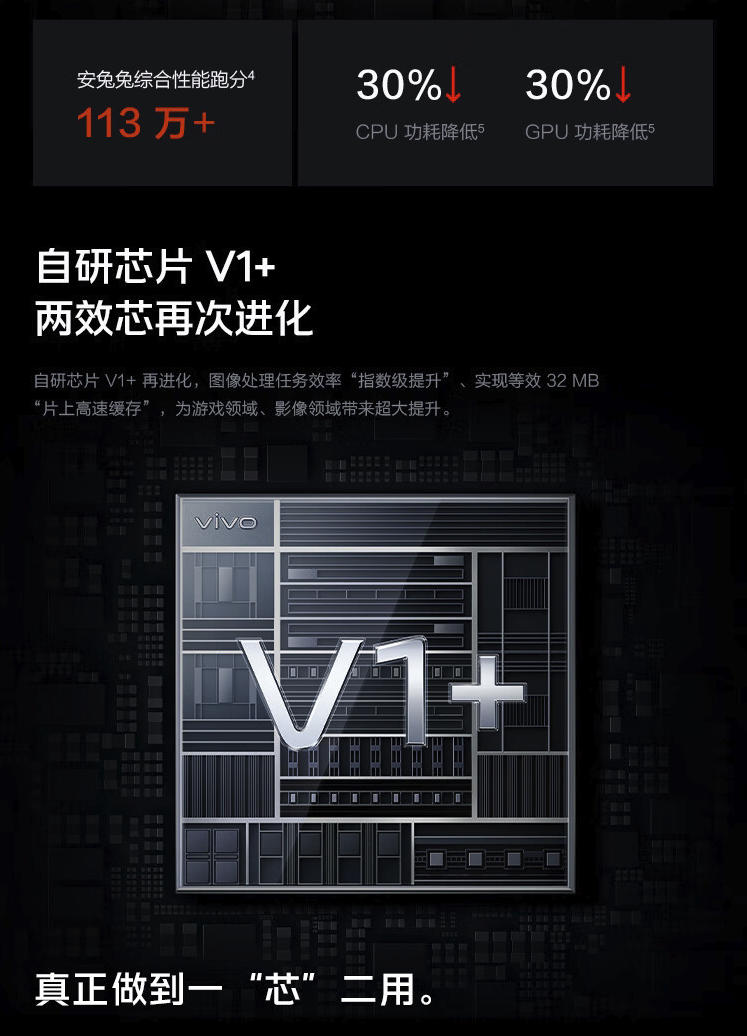 安兔兔综合性能跑分4
113 万+
30%↓ 30%↓
CPU 功耗降低5 GPU 功耗降低5
自研芯片 V1+
两效芯再次进化
自研芯片 V1+ 再进化，图像处理任务效率“指数级提升”、实现等效 32 MB
“片上高速缓存”，为游戏领域、影像领域带来超大提升。
vivo
V1+
真正做到一“芯”二用。